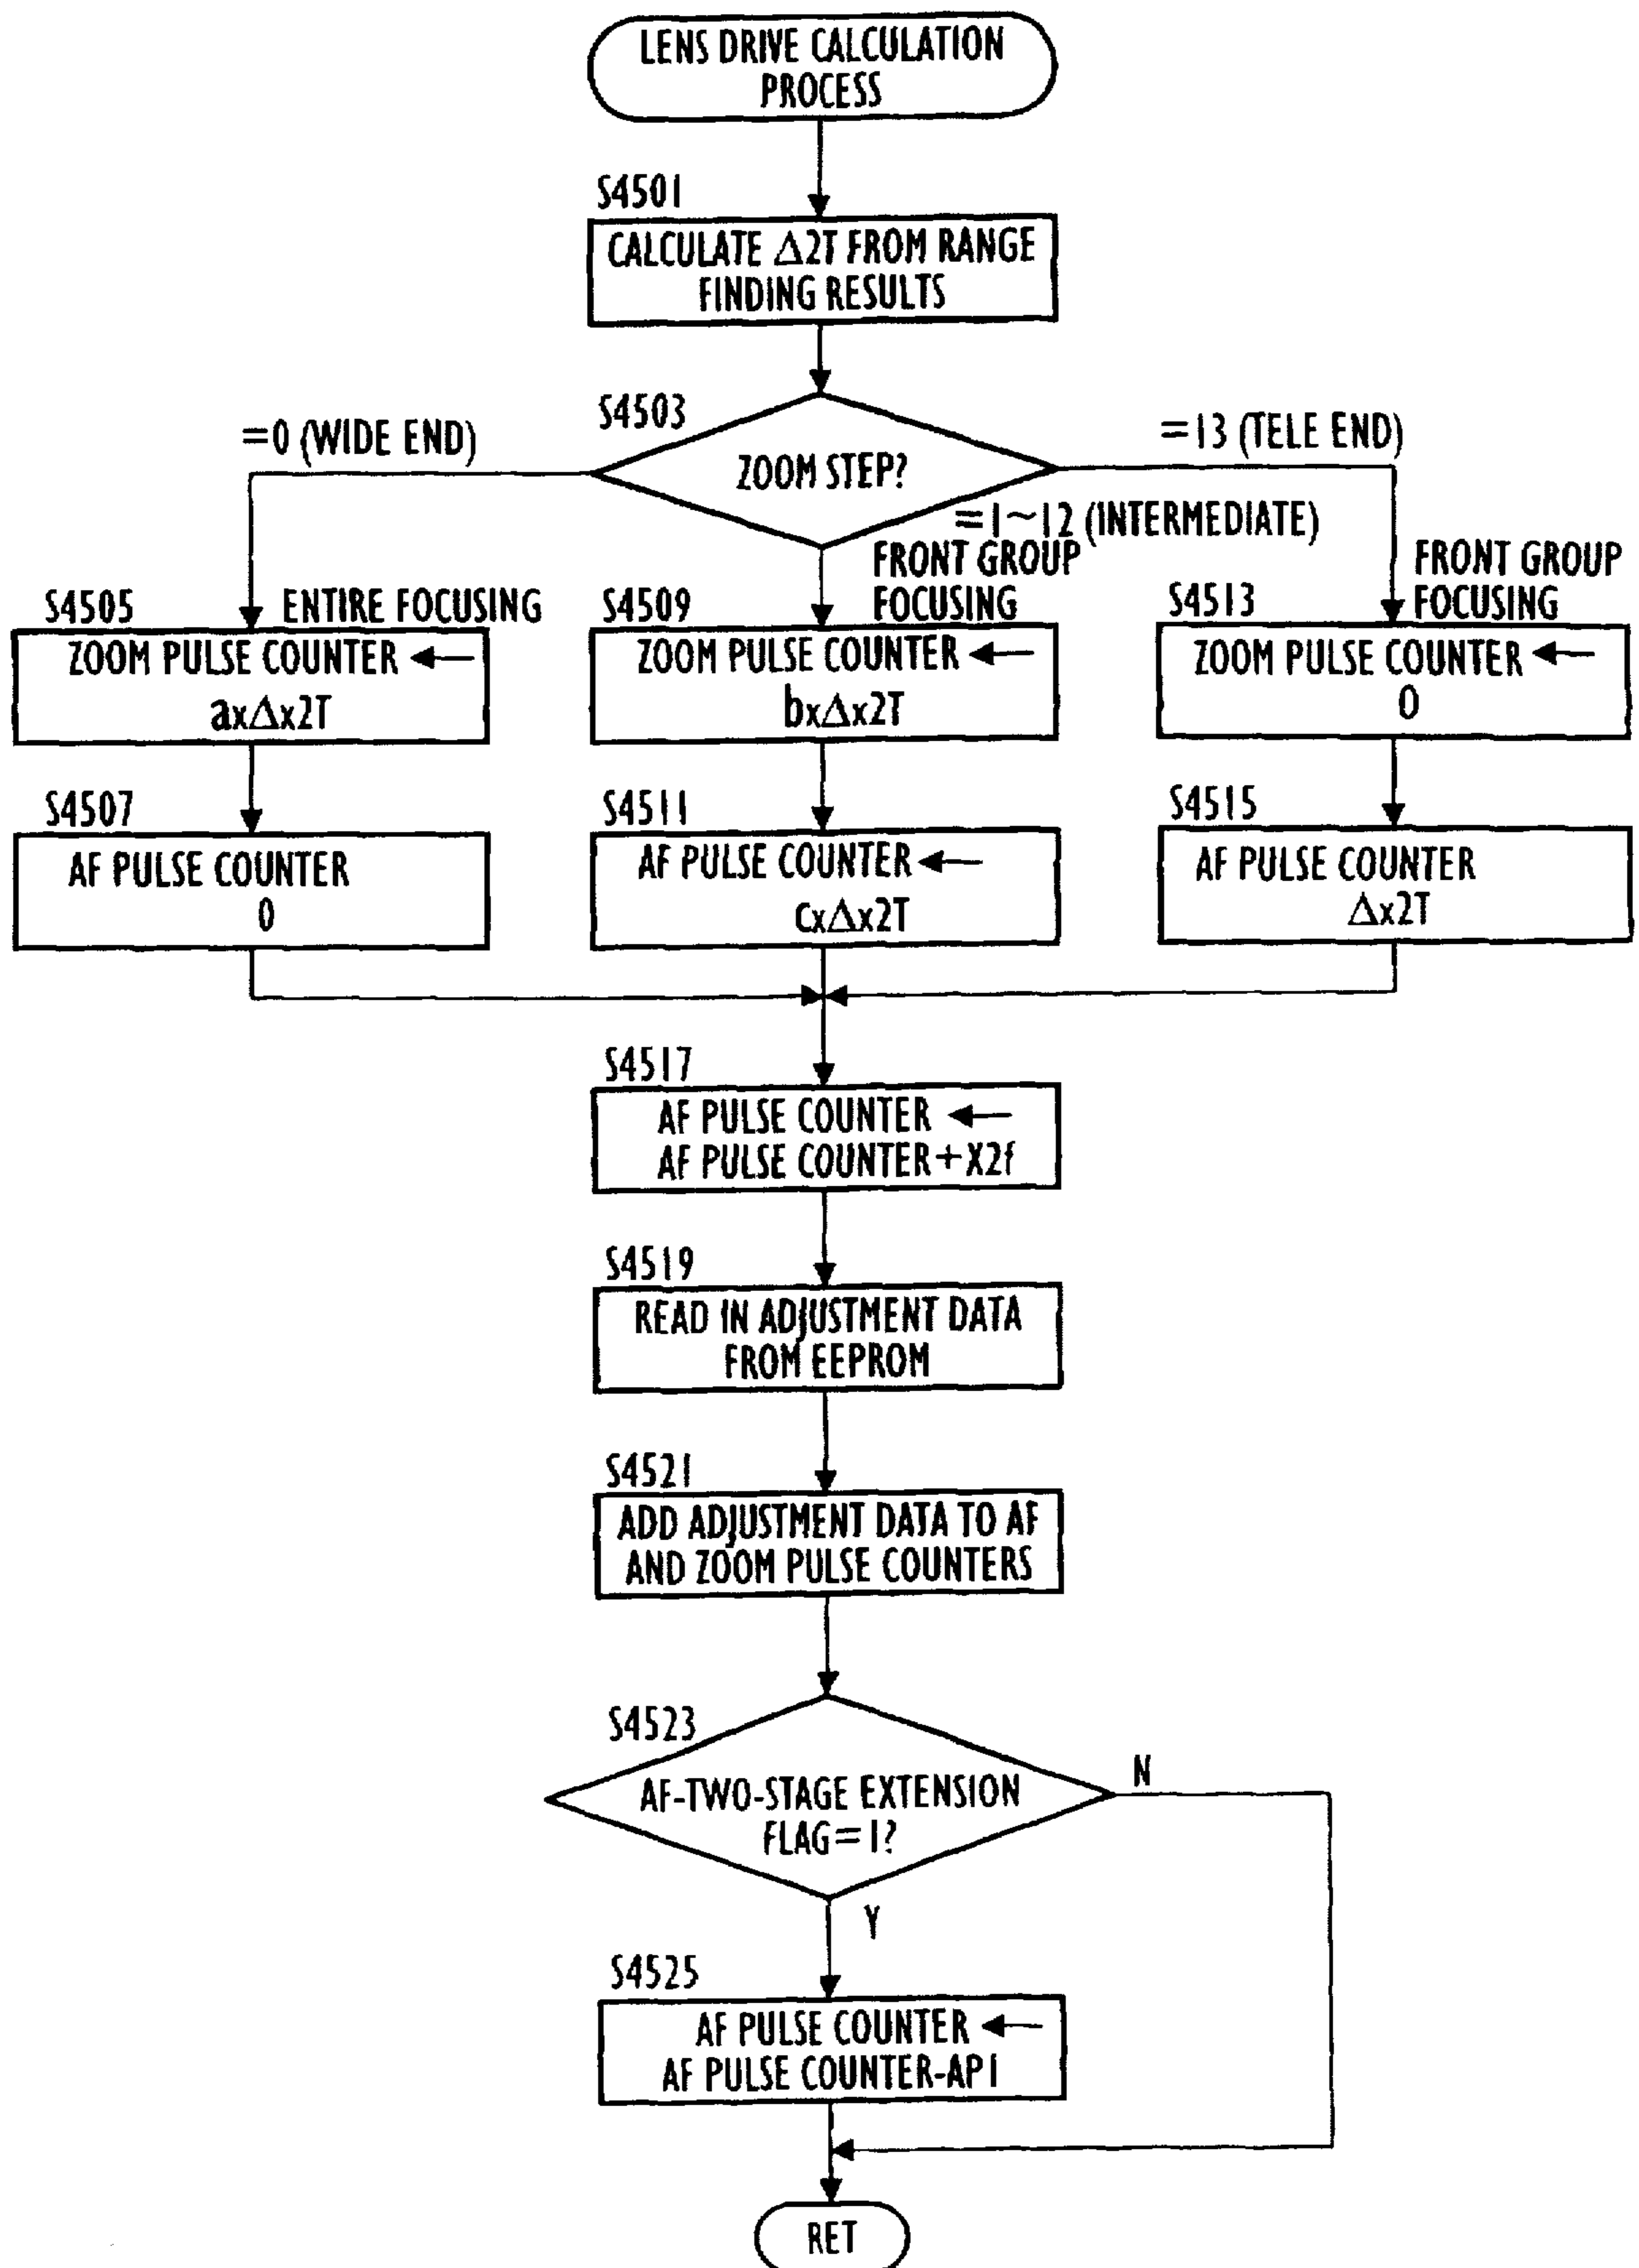 LENS DRIVE CALCULATION
PROCESS
S4501
CALCULATE Δ2T FROM RANGE
FINDING RESULTS
S4503
ZOOM STEP?
=0 (WIDE END)
=13 (TELE END)
=1~12 (INTERMEDIATE)
S4505
ENTIRE FOCUSING
ZOOM PULSE COUNTER ←
axΔx2T
S4507
AF PULSE COUNTER
0
FRONT GROUP
FOCUSING
S4509
ZOOM PULSE COUNTER ←
bxΔx2T
S4511
AF PULSE COUNTER ←
cxΔx2T
FRONT GROUP
FOCUSING
S4513
ZOOM PULSE COUNTER ←
0
S4515
AF PULSE COUNTER
Δx2T
S4517
AF PULSE COUNTER ←
AF PULSE COUNTER+X2f
S4519
READ IN ADJUSTMENT DATA
FROM EEPROM
S4521
ADD ADJUSTMENT DATA TO AF
AND ZOOM PULSE COUNTERS
S4523
AF-TWO-STAGE EXTENSION
FLAG=1?
N
Y
S4525
AF PULSE COUNTER ←
AF PULSE COUNTER-AP1
RET